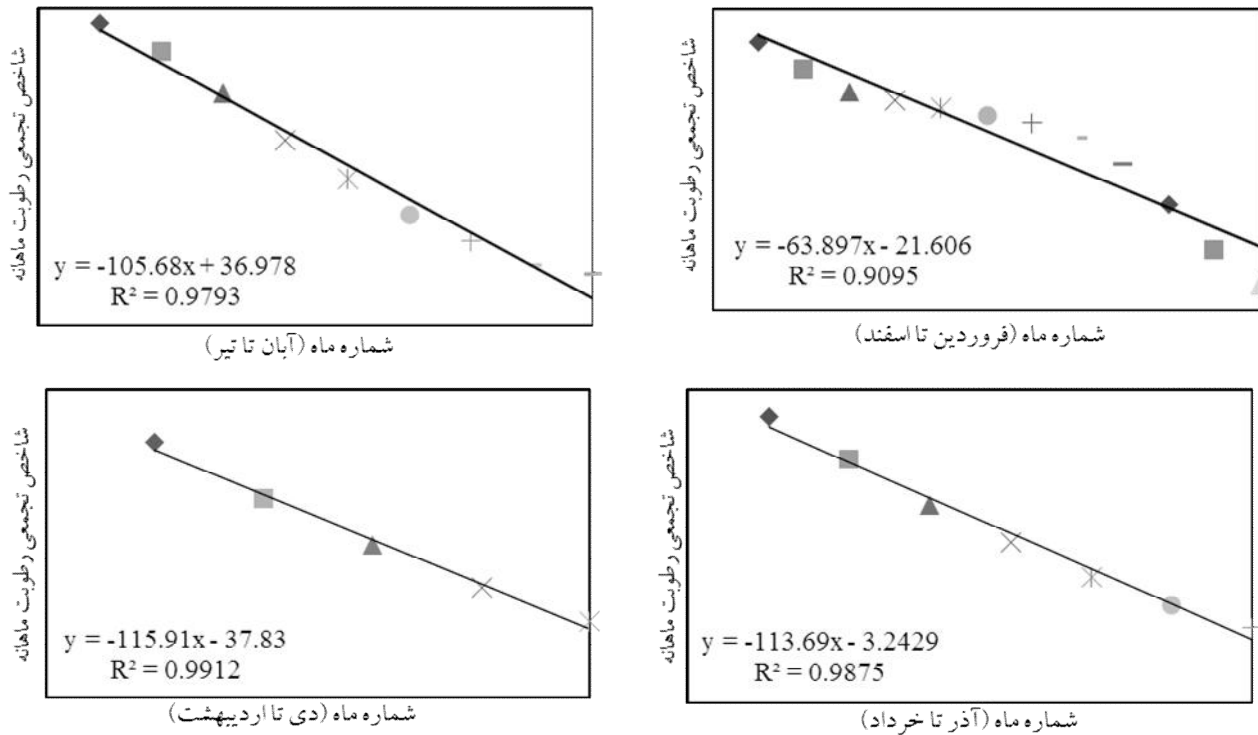 شاخص تجمعی رطوبت ماهانه
y = -105.68x + 36.978
R² = 0.9793
شماره ماه (آبان تا تیر)
شاخص تجمعی رطوبت ماهانه
y = -63.897x - 21.606
R² = 0.9095
شماره ماه (فروردین تا اسفند)
شاخص تجمعی رطوبت ماهانه
y = -115.91x - 37.83
R² = 0.9912
شماره ماه (دی تا اردیبهشت)
شاخص تجمعی رطوبت ماهانه
y = -113.69x - 3.2429
R² = 0.9875
شماره ماه (آذر تا خرداد)